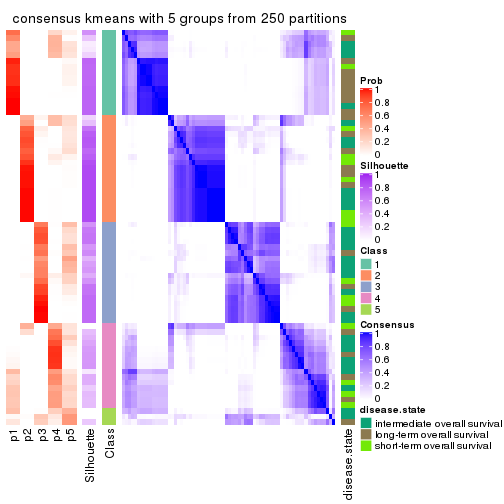 consensus kmeans with 5 groups from 250 partitions
Prob
1
0.8
0.6
0.4
0.2
0
Silhouette
1
0.8
0.6
0.4
0.2
0
Class
1
2
3
4
5
Consensus
1
0.8
0.6
0.4
0.2
0
disease.state
intermediate overall survival
long-term overall survival
short-term overall survival
p1
p2
p3
p4
p5
Silhouette
Class
disease.state